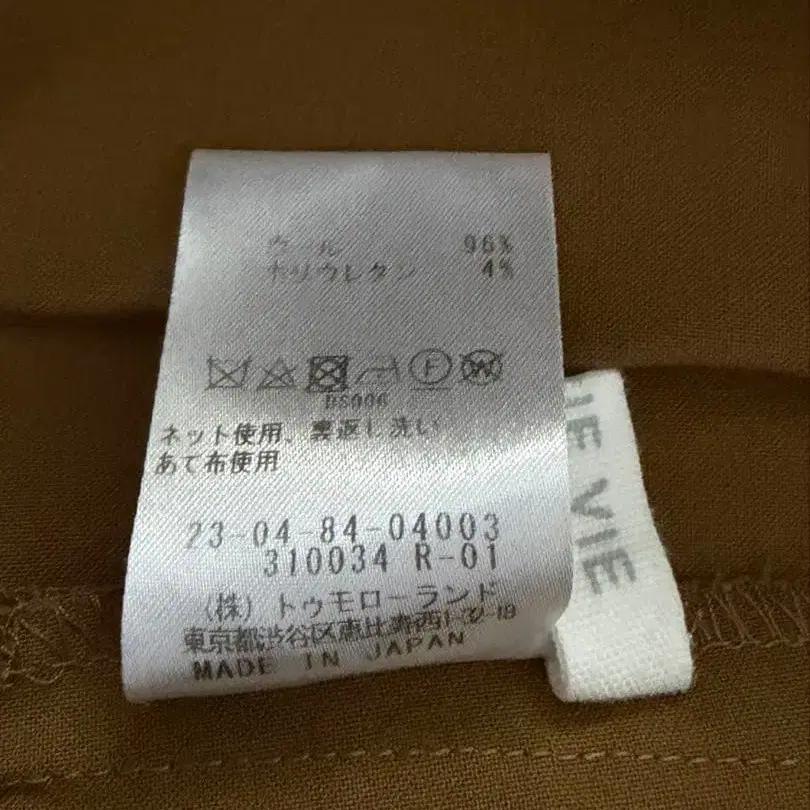 ウール 96%
ポリウレタン 4%
F W
DS006
ネット使用、裏返し洗い
あて布使用
23-04-84-04003
310034 R-01
(株) トゥモローランド
東京都渋谷区恵比寿西1-32-18
MADE IN JAPAN
VIE